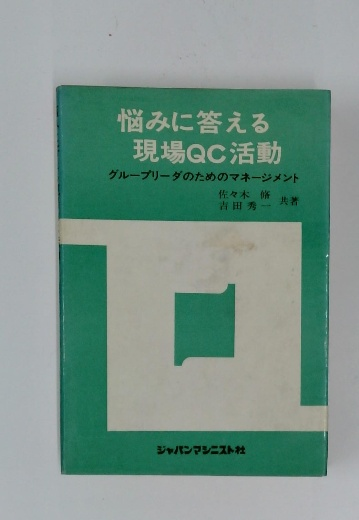 悩みに答える
現場QC活動
グループリーダのためのマネージメント
佐々木 脩
吉田秀一 共著
ジャパンマシニスト社